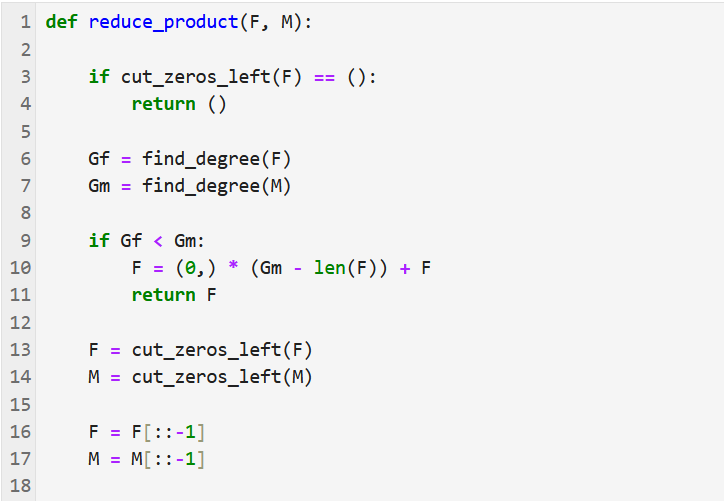 1 def reduce_product(F, M):
2
3     if cut_zeros_left(F) == ():
4         return ()
5
6     Gf = find_degree(F)
7     Gm = find_degree(M)
8
9     if Gf < Gm:
10         F = (0,) * (Gm - len(F)) + F
11         return F
12
13     F = cut_zeros_left(F)
14     M = cut_zeros_left(M)
15
16     F = F[::-1]
17     M = M[::-1]
18